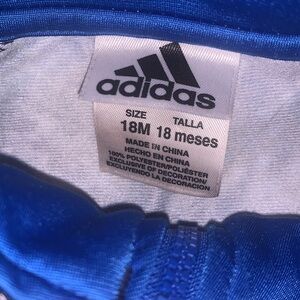 adidas
SIZE TALLA
18M 18 meses
MADE IN CHINA
HECHO EN CHINA
100% POLYESTER/POLIÉSTER
EXCLUSIVE OF DECORATION/
EXCLUYENDO LA DECORACIÓN